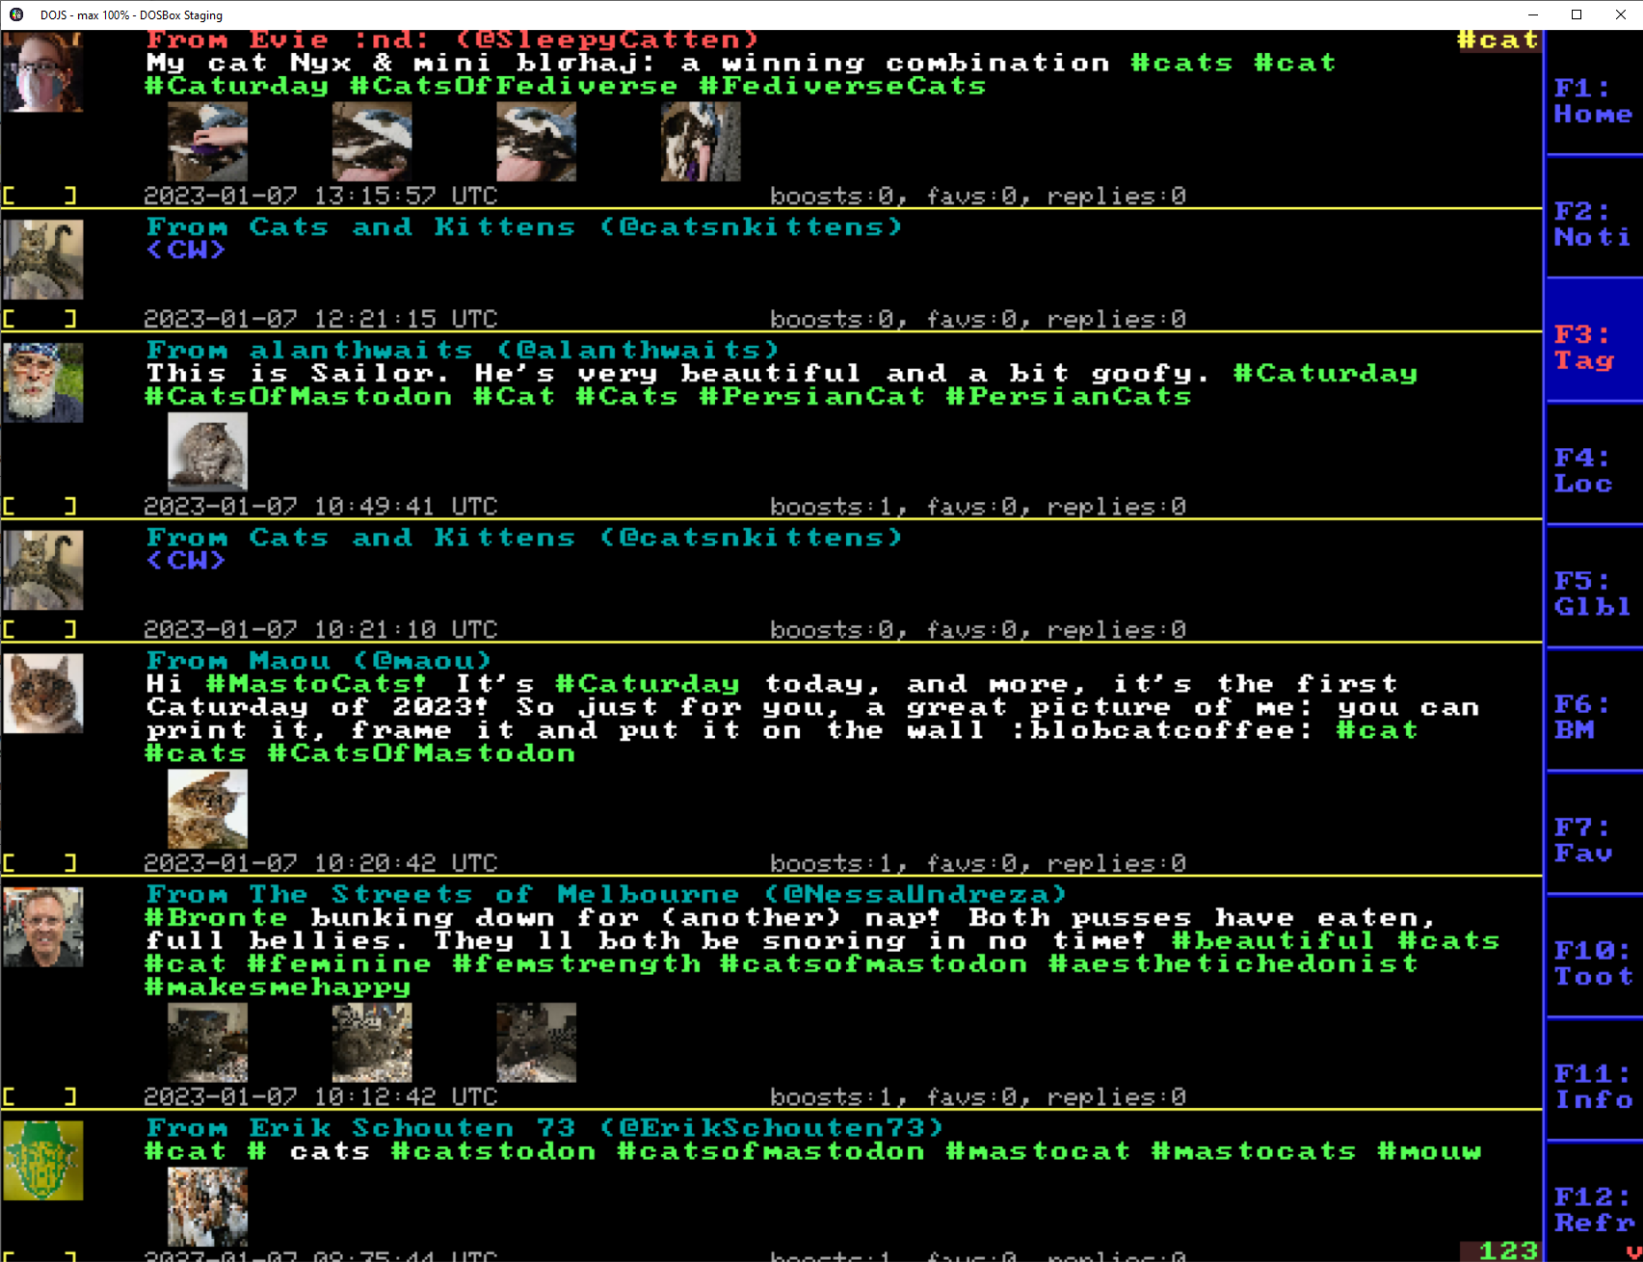 DOJS - max 100% - DOSBox Staging
From Evie :nd: (@SleepyCatten)
#cat
My cat Nyx & mini blσhaj: a winning combination #cats #cat
#Caturday #CatsOfFediverse #FediverseCats
[ ] 2023-01-07 13:15:57 UTC boosts:0, favs:0, replies:0
From Cats and Kittens (@catsnkittens)
<CW>
[ ] 2023-01-07 12:21:15 UTC boosts:0, favs:0, replies:0
From alanthwaits (@alanthwaits)
This is Sailor. He's very beautiful and a bit goofy. #Caturday
#CatsOfMastodon #Cat #Cats #PersianCat #PersianCats
[ ] 2023-01-07 10:49:41 UTC boosts:1, favs:0, replies:0
From Cats and Kittens (@catsnkittens)
<CW>
[ ] 2023-01-07 10:21:10 UTC boosts:0, favs:0, replies:0
From Maou (@maou)
Hi #MastoCats! It's #Caturday today, and more, it's the first
Caturday of 2023! So just for you, a great picture of me: you can
print it, frame it and put it on the wall :blobcatcoffee: #cat
#cats #CatsOfMastodon
[ ] 2023-01-07 10:20:42 UTC boosts:1, favs:0, replies:0
From The Streets of Melbourne (@NessaUndreza)
#Bronte bunking down for (another) nap! Both pusses have eaten,
full bellies. They ll both be snoring in no time! #beautiful #cats
#cat #feminine #femstrength #catsofmastodon #aesthetichedonist
#makesmehappy
[ ] 2023-01-07 10:12:42 UTC boosts:1, favs:0, replies:0
From Erik Schouten 73 (@ErikSchouten73)
#cat # cats #catstodon #catsofmastodon #mastocat #mastocats #mouw
[ ] 2023-01-07 09:35:44 UTC boosts:1, favs:0, replies:0
123
F1:
Home
F2:
Noti
F3:
Tag
F4:
Loc
F5:
Glbl
F6:
BM
F7:
Fav
F10:
Toot
F11:
Info
F12:
Refr
v